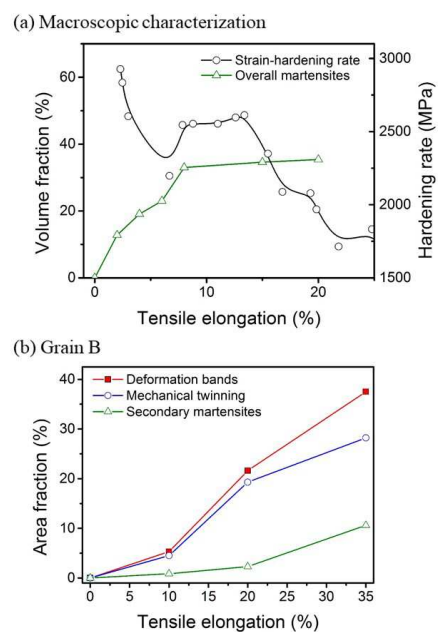 (a) Macroscopic characterization
Strain-hardening rate
Overall martensites
Volume fraction (%)
60
40
20
0
Hardening rate (MPa)
3000
2500
2000
1500
0 10 20
Tensile elongation (%)
(b) Grain B
Deformation bands
Mechanical twinning
Secondary martensites
Area fraction (%)
40
30
20
10
0
0 5 10 15 20 25 30 35
Tensile elongation (%)